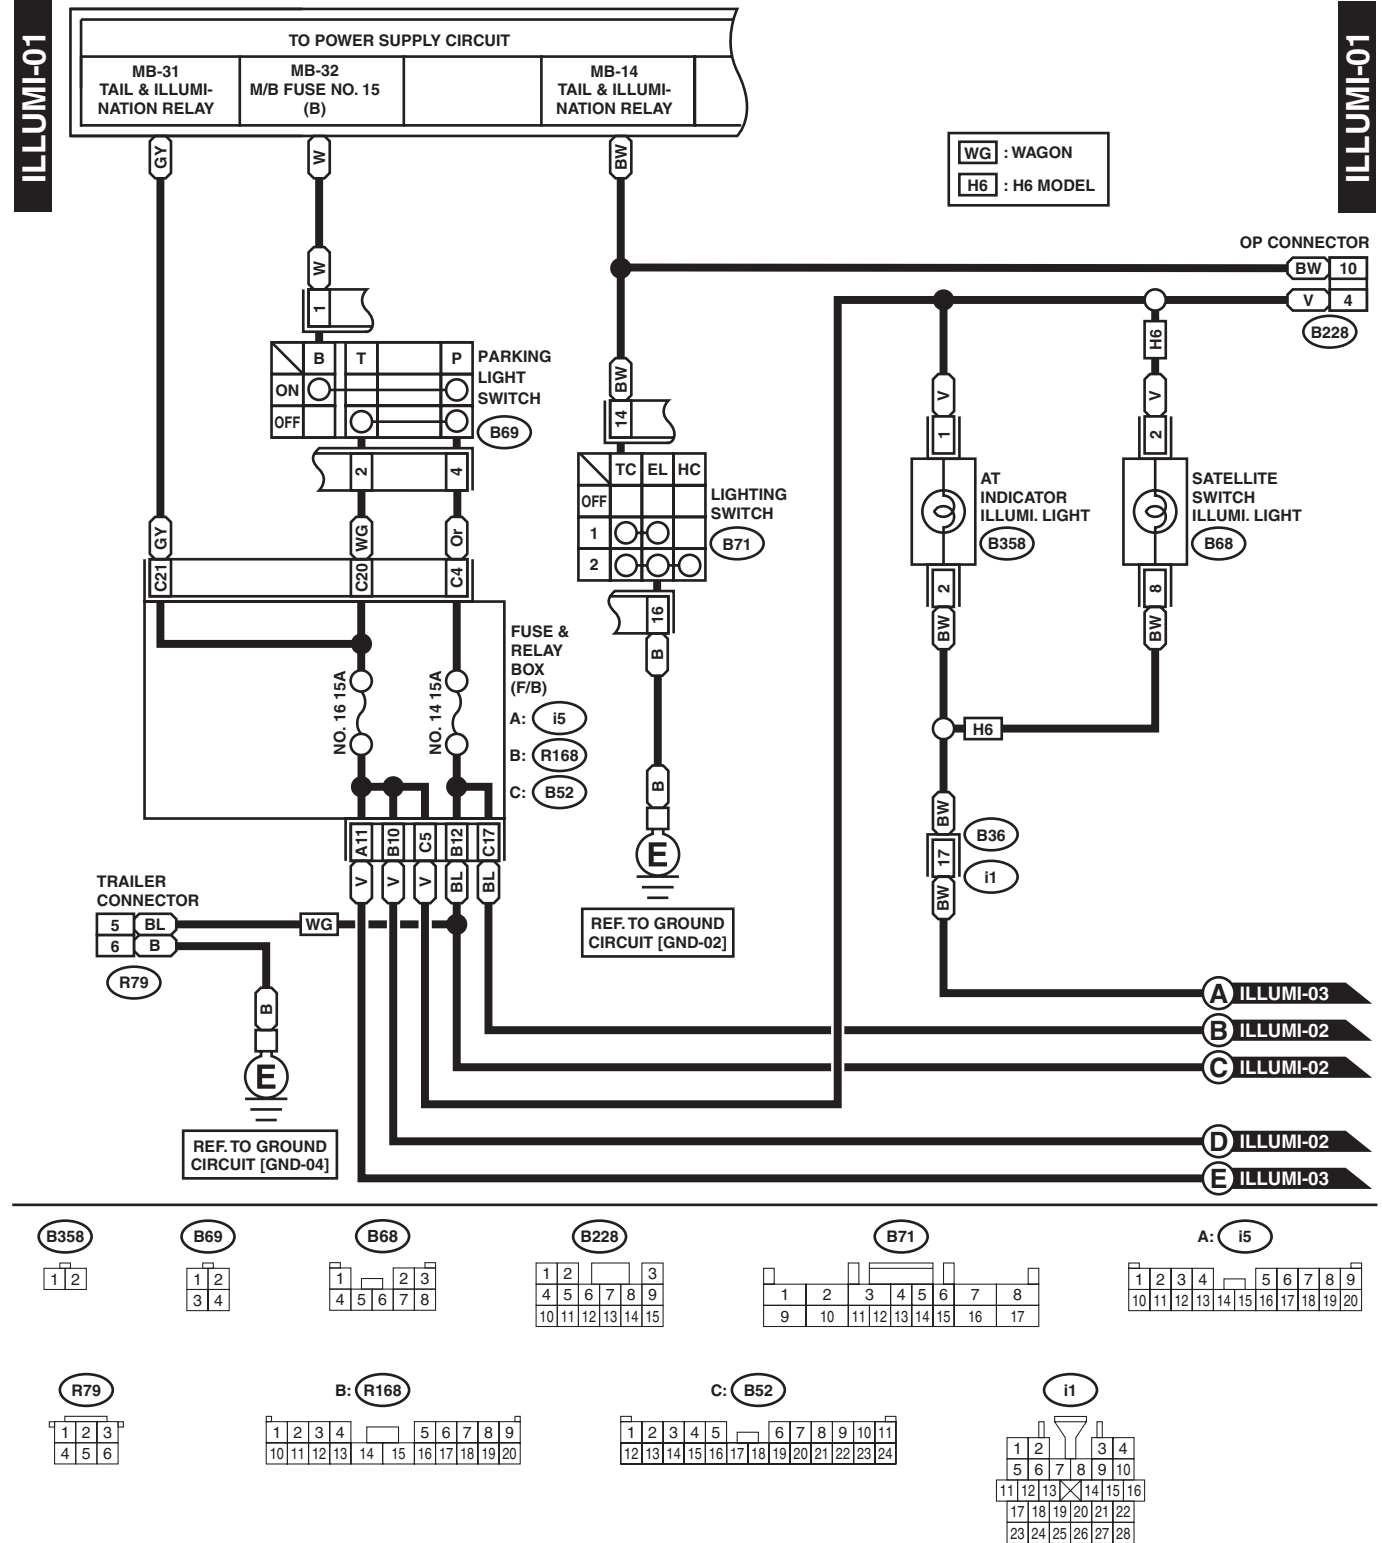 ILLUMI-01
ILLUMI-01
TO POWER SUPPLY CIRCUIT
MB-31
TAIL & ILLUMI-
NATION RELAY
MB-32
M/B FUSE NO. 15
(B)
MB-14
TAIL & ILLUMI-
NATION RELAY
GY
W
BW
WG : WAGON
H6 : H6 MODEL
OP CONNECTOR
BW 10
V 4
B228
W
1
B T P
ON
OFF
PARKING
LIGHT
SWITCH
B69
2 4
GY WG Or
C21 C20 C4
BW
14
TC EL HC
OFF
1
2
LIGHTING
SWITCH
B71
16
B
B
E
REF. TO GROUND
CIRCUIT [GND-02]
H6
V V
1 2
AT
INDICATOR
ILLUMI. LIGHT
B358
SATELLITE
SWITCH
ILLUMI. LIGHT
B68
2 8
BW BW
H6
BW
17
B36
i1
BW
FUSE &
RELAY
BOX
(F/B)
A: i5
B: R168
C: B52
NO. 16 15A
NO. 14 15A
A11 B10 C5 B12 C17
V V V BL BL
TRAILER
CONNECTOR
5 BL WG
6 B
R79
B
E
REF. TO GROUND
CIRCUIT [GND-04]
A ILLUMI-03
B ILLUMI-02
C ILLUMI-02
D ILLUMI-02
E ILLUMI-03
B358
1 2
B69
1 2
3 4
B68
1 2 3
4 5 6 7 8
B228
1 2 3
4 5 6 7 8 9
10 11 12 13 14 15
B71
1 2 3 4 5 6 7 8
9 10 11 12 13 14 15 16 17
A: i5
1 2 3 4 5 6 7 8 9
10 11 12 13 14 15 16 17 18 19 20
R79
1 2 3
4 5 6
B: R168
1 2 3 4 5 6 7 8 9
10 11 12 13 14 15 16 17 18 19 20
C: B52
1 2 3 4 5 6 7 8 9 10 11
12 13 14 15 16 17 18 19 20 21 22 23 24
i1
1 2 3 4
5 6 7 8 9 10
11 12 13 14 15 16
17 18 19 20 21 22
23 24 25 26 27 28